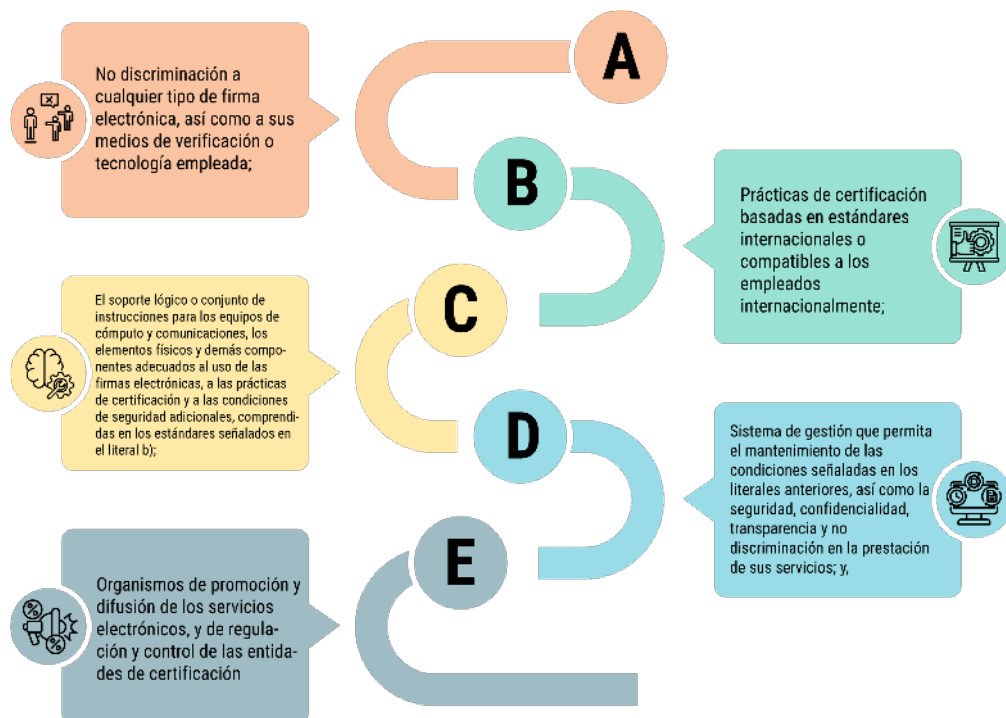 A
No discriminación a
cualquier tipo de firma
electrónica, así como a sus
medios de verificación o
tecnología empleada;
B
Prácticas de certificación
basadas en estándares
internacionales o
compatibles a los
empleados
internacionalmente;
C
El soporte lógico o conjunto de
instrucciones para los equipos de
cómputo y comunicaciones, los
elementos físicos y demás compo-
nentes adecuados al uso de las
firmas electrónicas, a las prácticas
de certificación y a las condiciones
de seguridad adicionales, comprendi-
das en los estándares señalados en
el literal b);
D
Sistema de gestión que permita
el mantenimiento de las
condiciones señaladas en los
literales anteriores, así como la
seguridad, confidencialidad,
transparencia y no
discriminación en la prestación
de sus servicios; y,
E
Organismos de promoción y
difusión de los servicios
electrónicos, y de regula-
ción y control de las entida-
des de certificación